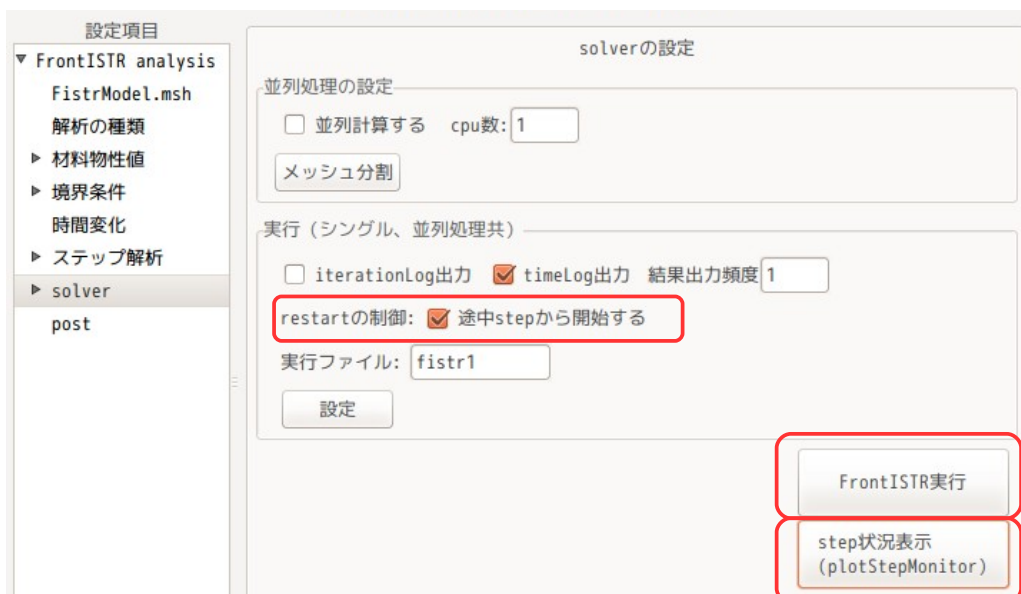 設定項目
FrontISTR analysis
FistrModel.msh
解析の種類
材料物性値
境界条件
時間変化
ステップ解析
solver
post
solverの設定
並列処理の設定
並列計算する cpu数: 1
メッシュ分割
実行（シングル、並列処理共）
iterationLog出力 timeLog出力 結果出力頻度 1
restartの制御: 途中stepから開始する
実行ファイル: fistr1
設定
FrontISTR実行
step状況表示
(plotStepMonitor)